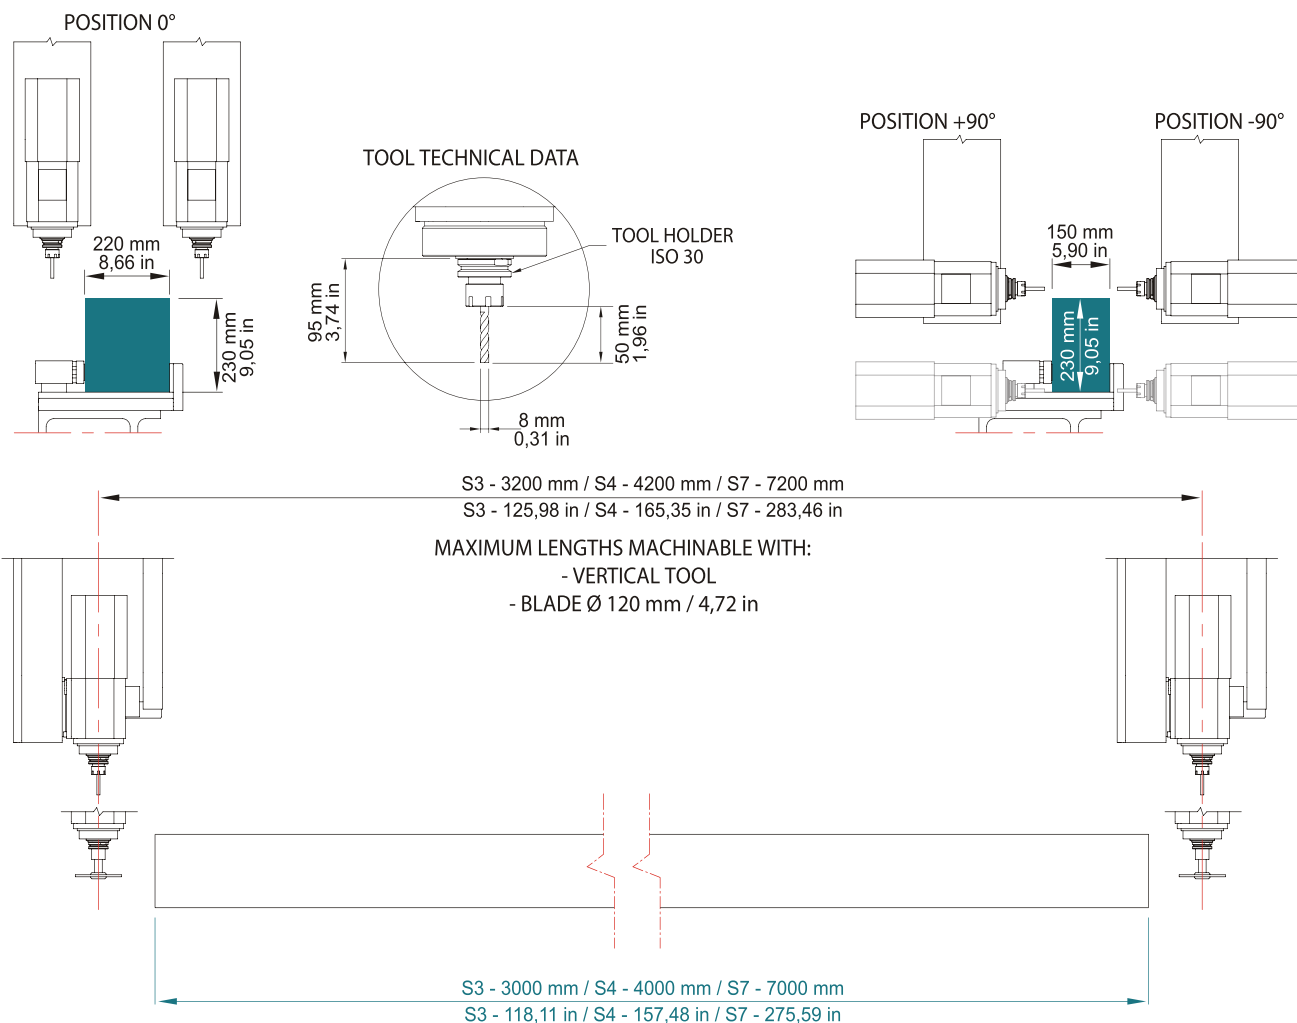 POSITION 0°
220 mm
8,66 in
230 mm
9,05 in
TOOL TECHNICAL DATA
TOOL HOLDER
ISO 30
95 mm
3,74 in
50 mm
1,96 in
8 mm
0,31 in
POSITION +90°
POSITION -90°
150 mm
5,90 in
230 mm
9,05 in
S3 - 3200 mm / S4 - 4200 mm / S7 - 7200 mm
S3 - 125,98 in / S4 - 165,35 in / S7 - 283,46 in
MAXIMUM LENGTHS MACHINABLE WITH:
- VERTICAL TOOL
- BLADE Ø 120 mm / 4,72 in
S3 - 3000 mm / S4 - 4000 mm / S7 - 7000 mm
S3 - 118,11 in / S4 - 157,48 in / S7 - 275,59 in